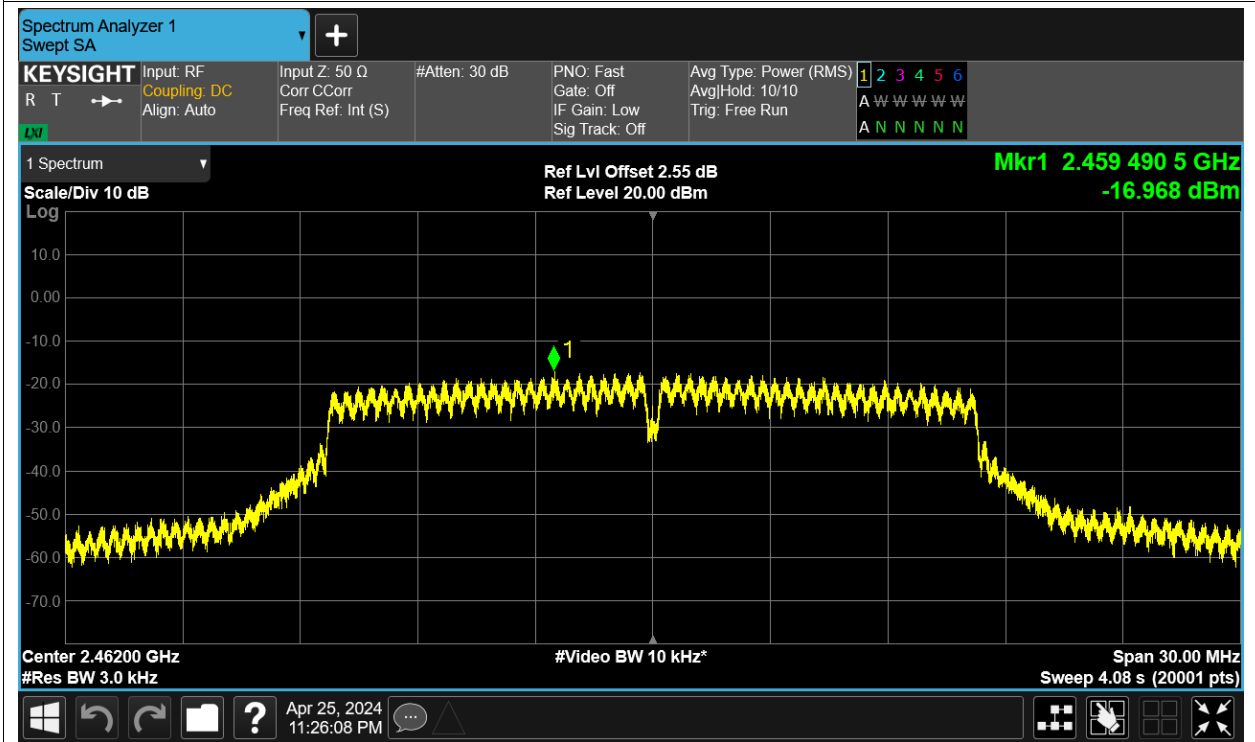 Spectrum Analyzer 1
Swept SA
+
KEYSIGHT
R T
LXI
Input: RF
Coupling: DC
Align: Auto
Input Z: 50 Ω
Corr CCorr
Freq Ref: Int (S)
#Atten: 30 dB
PNO: Fast
Gate: Off
IF Gain: Low
Sig Track: Off
Avg Type: Power (RMS)
Avg|Hold: 10/10
Trig: Free Run
1 2 3 4 5 6
A W W W W W
A N N N N N
1 Spectrum
Scale/Div 10 dB
Log
Ref Lvl Offset 2.55 dB
Ref Level 20.00 dBm
Mkr1 2.459 490 5 GHz
-16.968 dBm
10.0
0.00
-10.0
-20.0
-30.0
-40.0
-50.0
-60.0
-70.0
1
Center 2.46200 GHz
#Res BW 3.0 kHz
#Video BW 10 kHz*
Span 30.00 MHz
Sweep 4.08 s (20001 pts)
?
Apr 25, 2024
11:26:08 PM